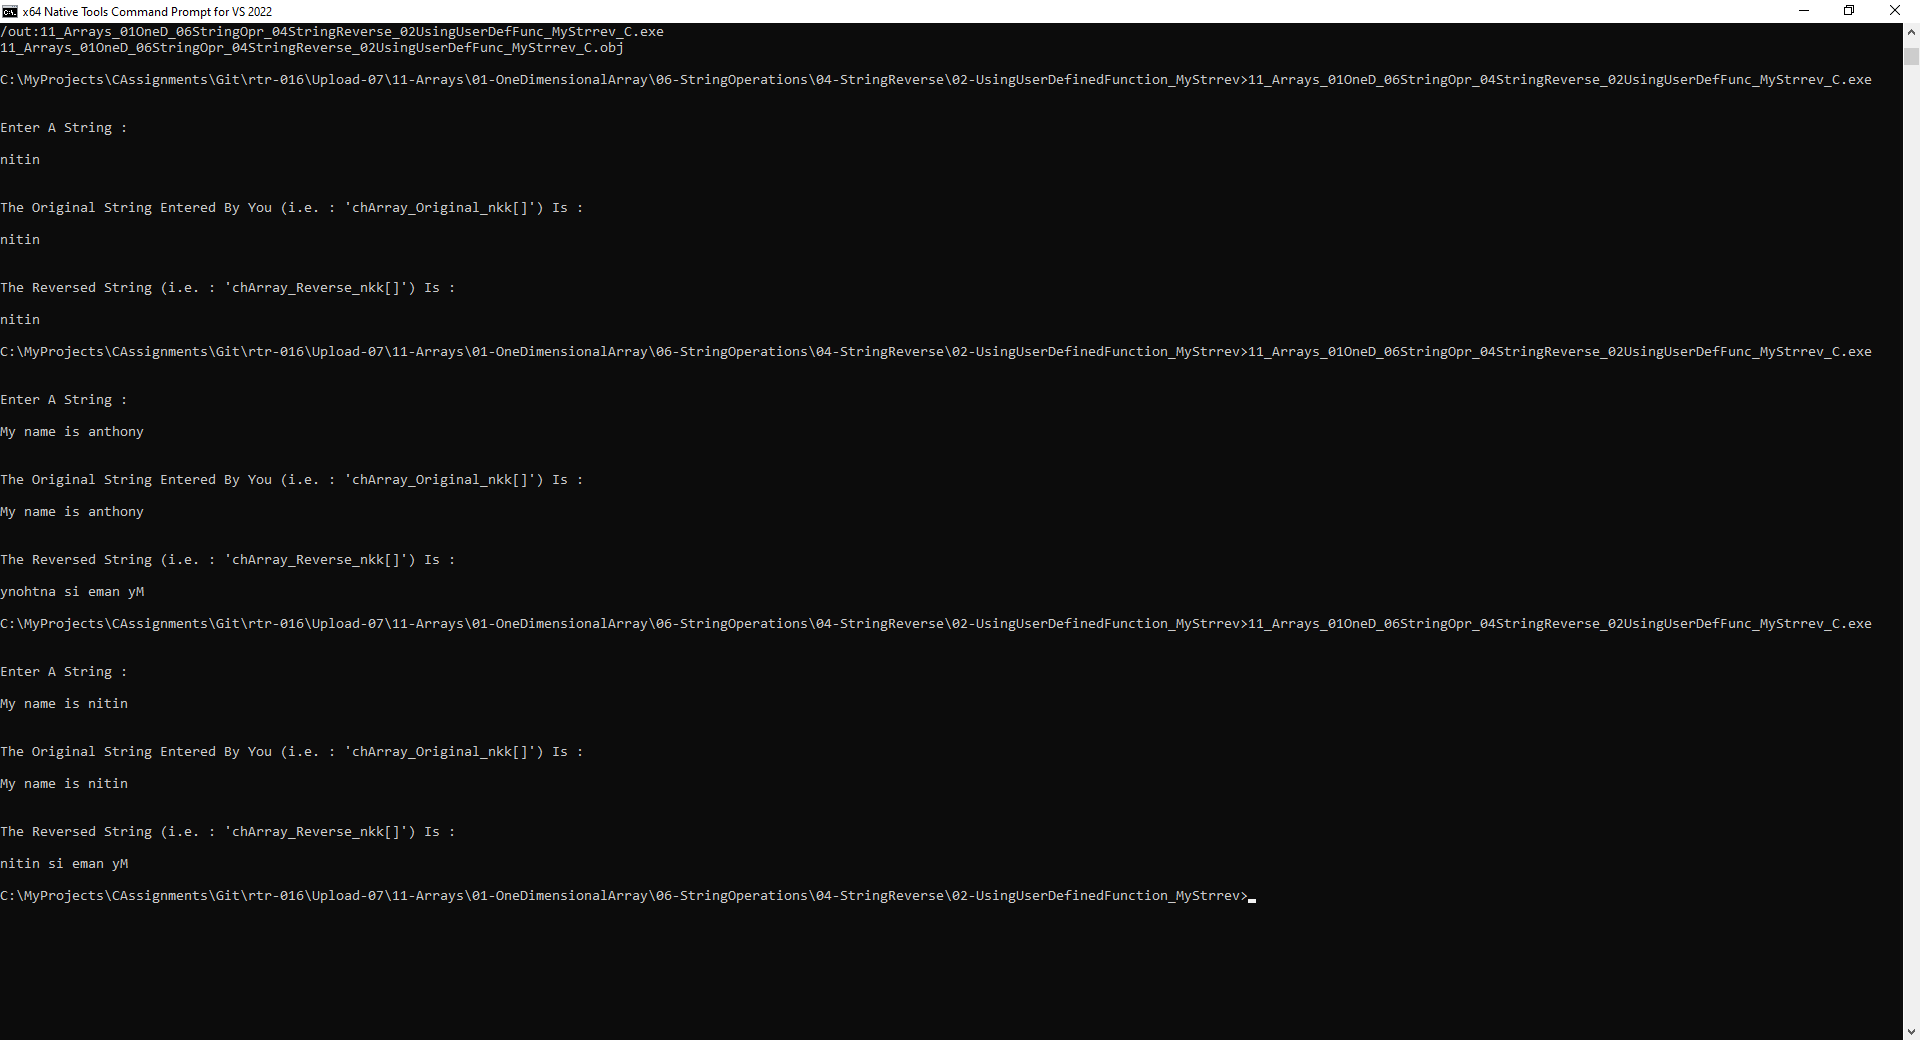 x64 Native Tools Command Prompt for VS 2022
/out:11_Arrays_01OneD_06StringOpr_04StringReverse_02UsingUserDefFunc_MyStrrev_C.exe
11_Arrays_01OneD_06StringOpr_04StringReverse_02UsingUserDefFunc_MyStrrev_C.obj
C:\MyProjects\CAssignments\Git\rtr-016\Upload-07\11-Arrays\01-OneDimensionalArray\06-StringOperations\04-StringReverse\02-UsingUserDefinedFunction_MyStrrev>11_Arrays_01OneD_06StringOpr_04StringReverse_02UsingUserDefFunc_MyStrrev_C.exe
Enter A String :
nitin
The Original String Entered By You (i.e. : 'chArray_Original_nkk[]') Is :
nitin
The Reversed String (i.e. : 'chArray_Reverse_nkk[]') Is :
nitin
C:\MyProjects\CAssignments\Git\rtr-016\Upload-07\11-Arrays\01-OneDimensionalArray\06-StringOperations\04-StringReverse\02-UsingUserDefinedFunction_MyStrrev>11_Arrays_01OneD_06StringOpr_04StringReverse_02UsingUserDefFunc_MyStrrev_C.exe
Enter A String :
My name is anthony
The Original String Entered By You (i.e. : 'chArray_Original_nkk[]') Is :
My name is anthony
The Reversed String (i.e. : 'chArray_Reverse_nkk[]') Is :
ynohtna si eman yM
C:\MyProjects\CAssignments\Git\rtr-016\Upload-07\11-Arrays\01-OneDimensionalArray\06-StringOperations\04-StringReverse\02-UsingUserDefinedFunction_MyStrrev>11_Arrays_01OneD_06StringOpr_04StringReverse_02UsingUserDefFunc_MyStrrev_C.exe
Enter A String :
My name is nitin
The Original String Entered By You (i.e. : 'chArray_Original_nkk[]') Is :
My name is nitin
The Reversed String (i.e. : 'chArray_Reverse_nkk[]') Is :
nitin si eman yM
C:\MyProjects\CAssignments\Git\rtr-016\Upload-07\11-Arrays\01-OneDimensionalArray\06-StringOperations\04-StringReverse\02-UsingUserDefinedFunction_MyStrrev>